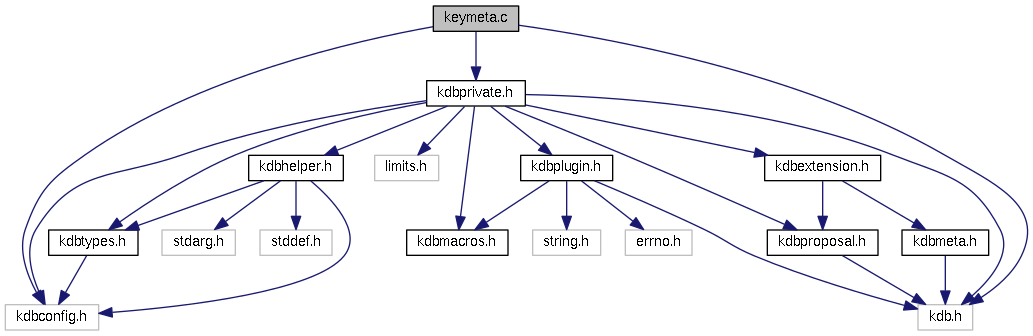 keymeta.c
kdbprivate.h
kdbhelper.h
limits.h
kdbplugin.h
kdbextension.h
kdbtypes.h
stdarg.h
stddef.h
kdbmacros.h
string.h
errno.h
kdbproposal.h
kdbmeta.h
kdbconfig.h
kdb.h